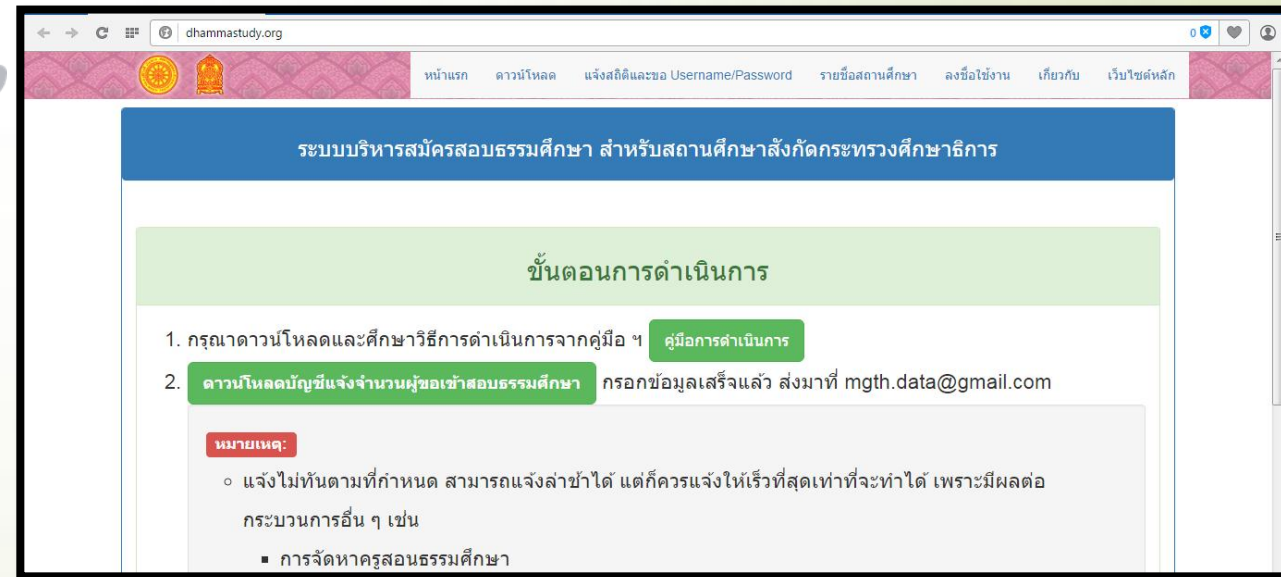 dhammastudy.org
0
หน้าแรก ดาวน์โหลด แจ้งสถิติและขอ Username/Password รายชื่อสถานศึกษา ลงชื่อใช้งาน เกี่ยวกับ เว็บไซต์หลัก
ระบบบริหารสมัครสอบธรรมศึกษา สำหรับสถานศึกษาสังกัดกระทรวงศึกษาธิการ
ขั้นตอนการดำเนินการ
1. กรุณาดาวน์โหลดและศึกษาวิธีการดำเนินการจากคู่มือ ฯ คู่มือการดำเนินการ
2. ดาวน์โหลดบัญชีแจ้งจำนวนผู้ขอเข้าสอบธรรมศึกษา กรอกข้อมูลเสร็จแล้ว ส่งมาที่ mgth.data@gmail.com
หมายเหตุ:
แจ้งไม่ทันตามที่กำหนด สามารถแจ้งล่าช้าได้ แต่ก็ควรแจ้งให้เร็วที่สุดเท่าที่จะทำได้ เพราะมีผลต่อ
กระบวนการอื่น ๆ เช่น
การจัดหาครูสอนธรรมศึกษา